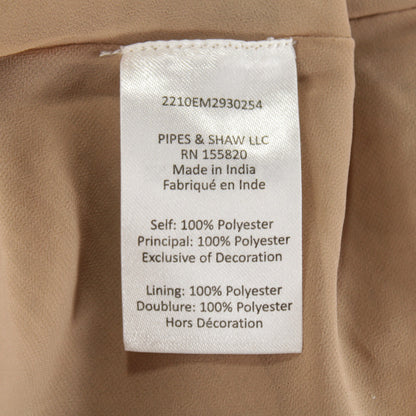 2210EM2930254
PIPES & SHAW LLC
RN 155820
Made in India
Fabriqué en Inde
Self: 100% Polyester
Principal: 100% Polyester
Exclusive of Decoration
Lining: 100% Polyester
Doublure: 100% Polyester
Hors Décoration